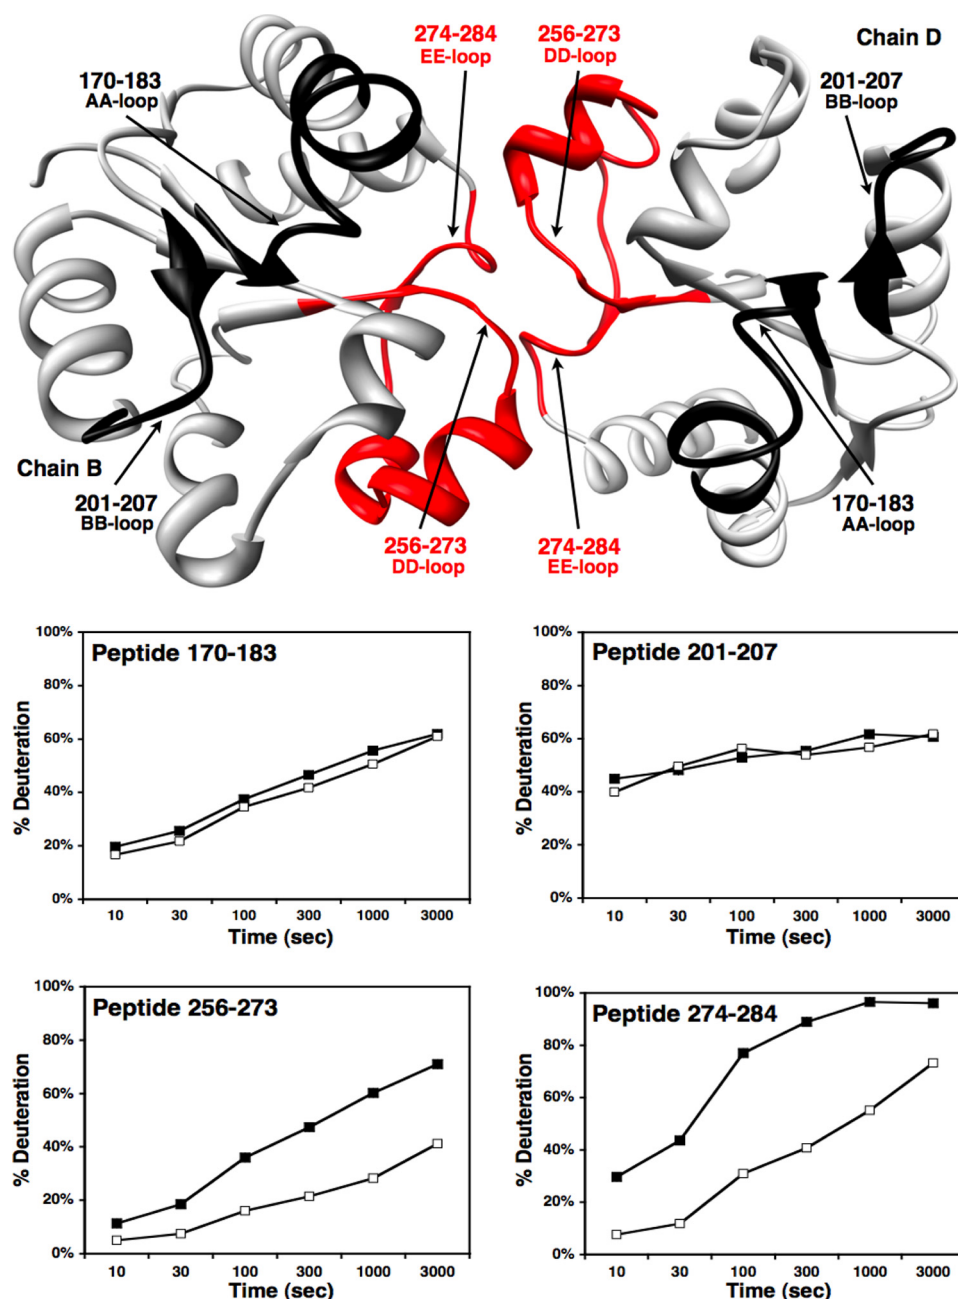 274-284
EE-loop
256-273
DD-loop
Chain D
170-183
AA-loop
201-207
BB-loop
Chain B
201-207
BB-loop
256-273
DD-loop
274-284
EE-loop
170-183
AA-loop
Peptide 170-183
100%
80%
60%
40%
20%
0%
% Deuteration
10 30 100 300 1000 3000
Time (sec)
Peptide 201-207
100%
80%
60%
40%
20%
0%
% Deuteration
10 30 100 300 1000 3000
Time (sec)
Peptide 256-273
100%
80%
60%
40%
20%
0%
% Deuteration
10 30 100 300 1000 3000
Time (sec)
Peptide 274-284
100%
80%
60%
40%
20%
0%
% Deuteration
10 30 100 300 1000 3000
Time (sec)